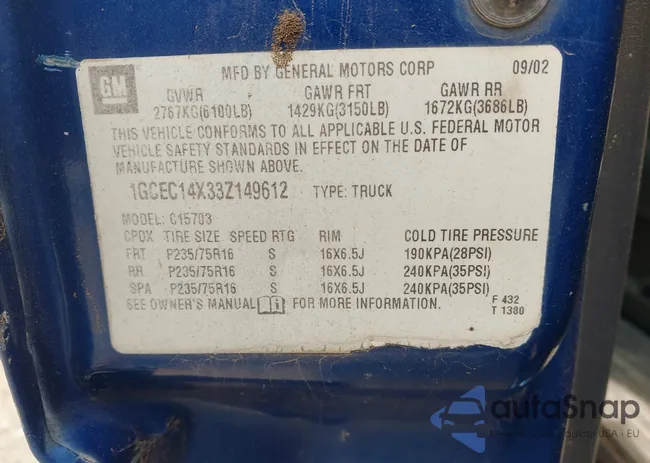 GM
MFD BY GENERAL MOTORS CORP 09/02
GVWR GAWR FRT GAWR RR
2767KG(6100LB) 1429KG(3150LB) 1672KG(3686LB)
THIS VEHICLE CONFORMS TO ALL APPLICABLE U.S. FEDERAL MOTOR
VEHICLE SAFETY STANDARDS IN EFFECT ON THE DATE OF
MANUFACTURE SHOWN ABOVE.
1GCEC14X33Z149612 TYPE: TRUCK
MODEL: C15703
CPDX TIRE SIZE SPEED RTG RIM COLD TIRE PRESSURE
FRT P235/75R16 S 16X6.5J 190KPA(28PSI)
RR P235/75R16 S 16X6.5J 240KPA(35PSI)
SPA P235/75R16 S 16X6.5J 240KPA(35PSI)
SEE OWNER'S MANUAL FOR MORE INFORMATION.
F 432
T 1380
autoSnap
USA i EU